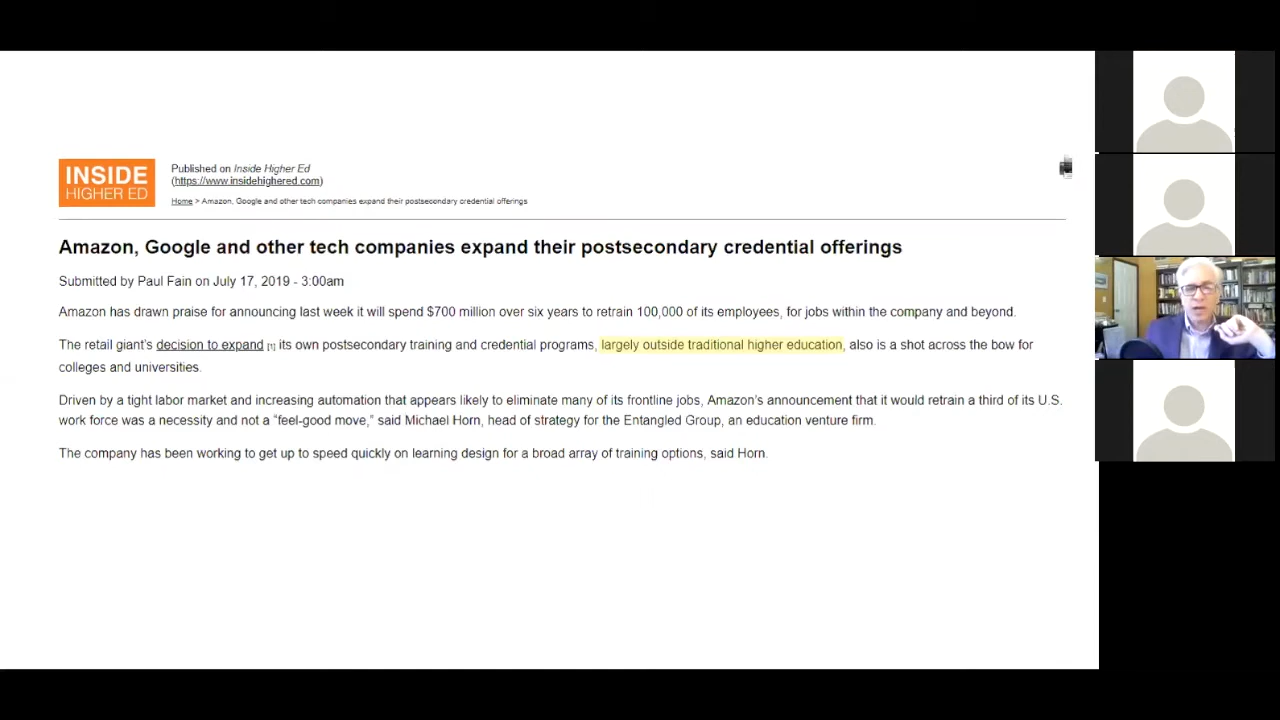 INSIDE
HIGHER ED
Published on Inside Higher Ed
(https://www.insidehighered.com)
Home > Amazon, Google and other tech companies expand their postsecondary credential offerings
Amazon, Google and other tech companies expand their postsecondary credential offerings
Submitted by Paul Fain on July 17, 2019 - 3:00am
Amazon has drawn praise for announcing last week it will spend $700 million over six years to retrain 100,000 of its employees, for jobs within the company and beyond.
The retail giant's decision to expand [1] its own postsecondary training and credential programs, largely outside traditional higher education, also is a shot across the bow for
colleges and universities.
Driven by a tight labor market and increasing automation that appears likely to eliminate many of its frontline jobs, Amazon's announcement that it would retrain a third of its U.S.
work force was a necessity and not a “feel-good move,” said Michael Horn, head of strategy for the Entangled Group, an education venture firm.
The company has been working to get up to speed quickly on learning design for a broad array of training options, said Horn.